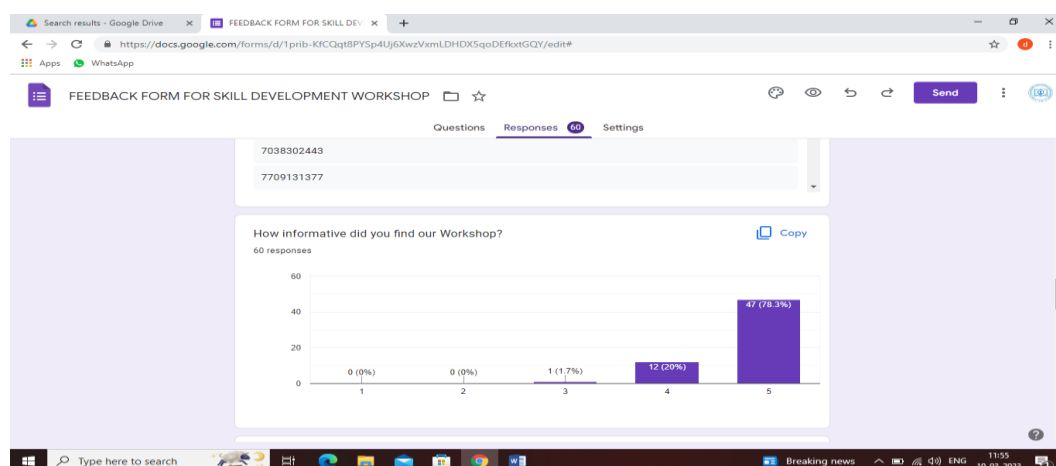 Search results - Google Drive
FEEDBACK FORM FOR SKILL DEV
https://docs.google.com/forms/d/1prib-KfCQqt8PYSp4Uj6XwzVxmLDHDX5qoDEfkxtGQY/edit#
d
Apps WhatsApp
FEEDBACK FORM FOR SKILL DEVELOPMENT WORKSHOP
Send
Questions Responses 60 Settings
7038302443
7709131377
How informative did you find our Workshop?
Copy
60 responses
60
40
20
0
0 (0%)
0 (0%)
1 (1.7%)
12 (20%)
47 (78.3%)
1 2 3 4 5
Type here to search
Breaking news
ENG
11:55
10-03-2023